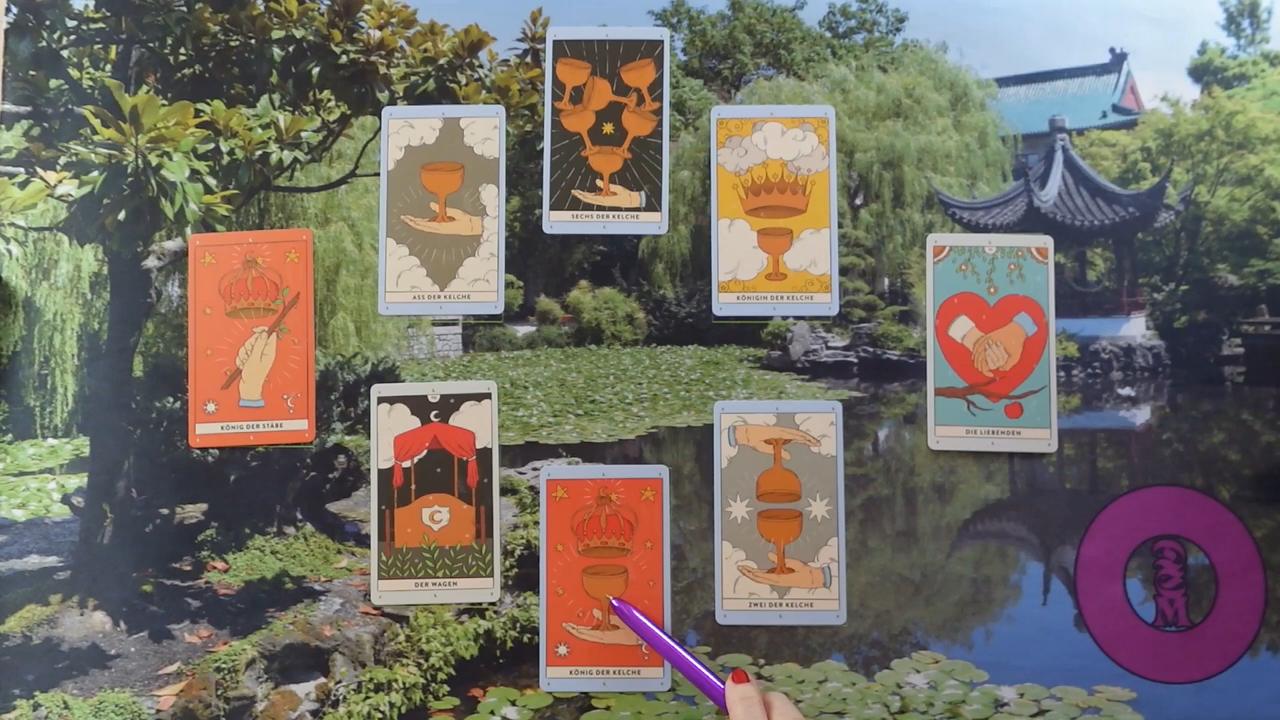 SECHS DER KELCHE
ASS DER KELCHE
KÖNIGIN DER KELCHE
KÖNIG DER STÄBE
DIE LIEBENDEN
DER WAGEN
C
ZWEI DER KELCHE
KÖNIG DER KELCHE